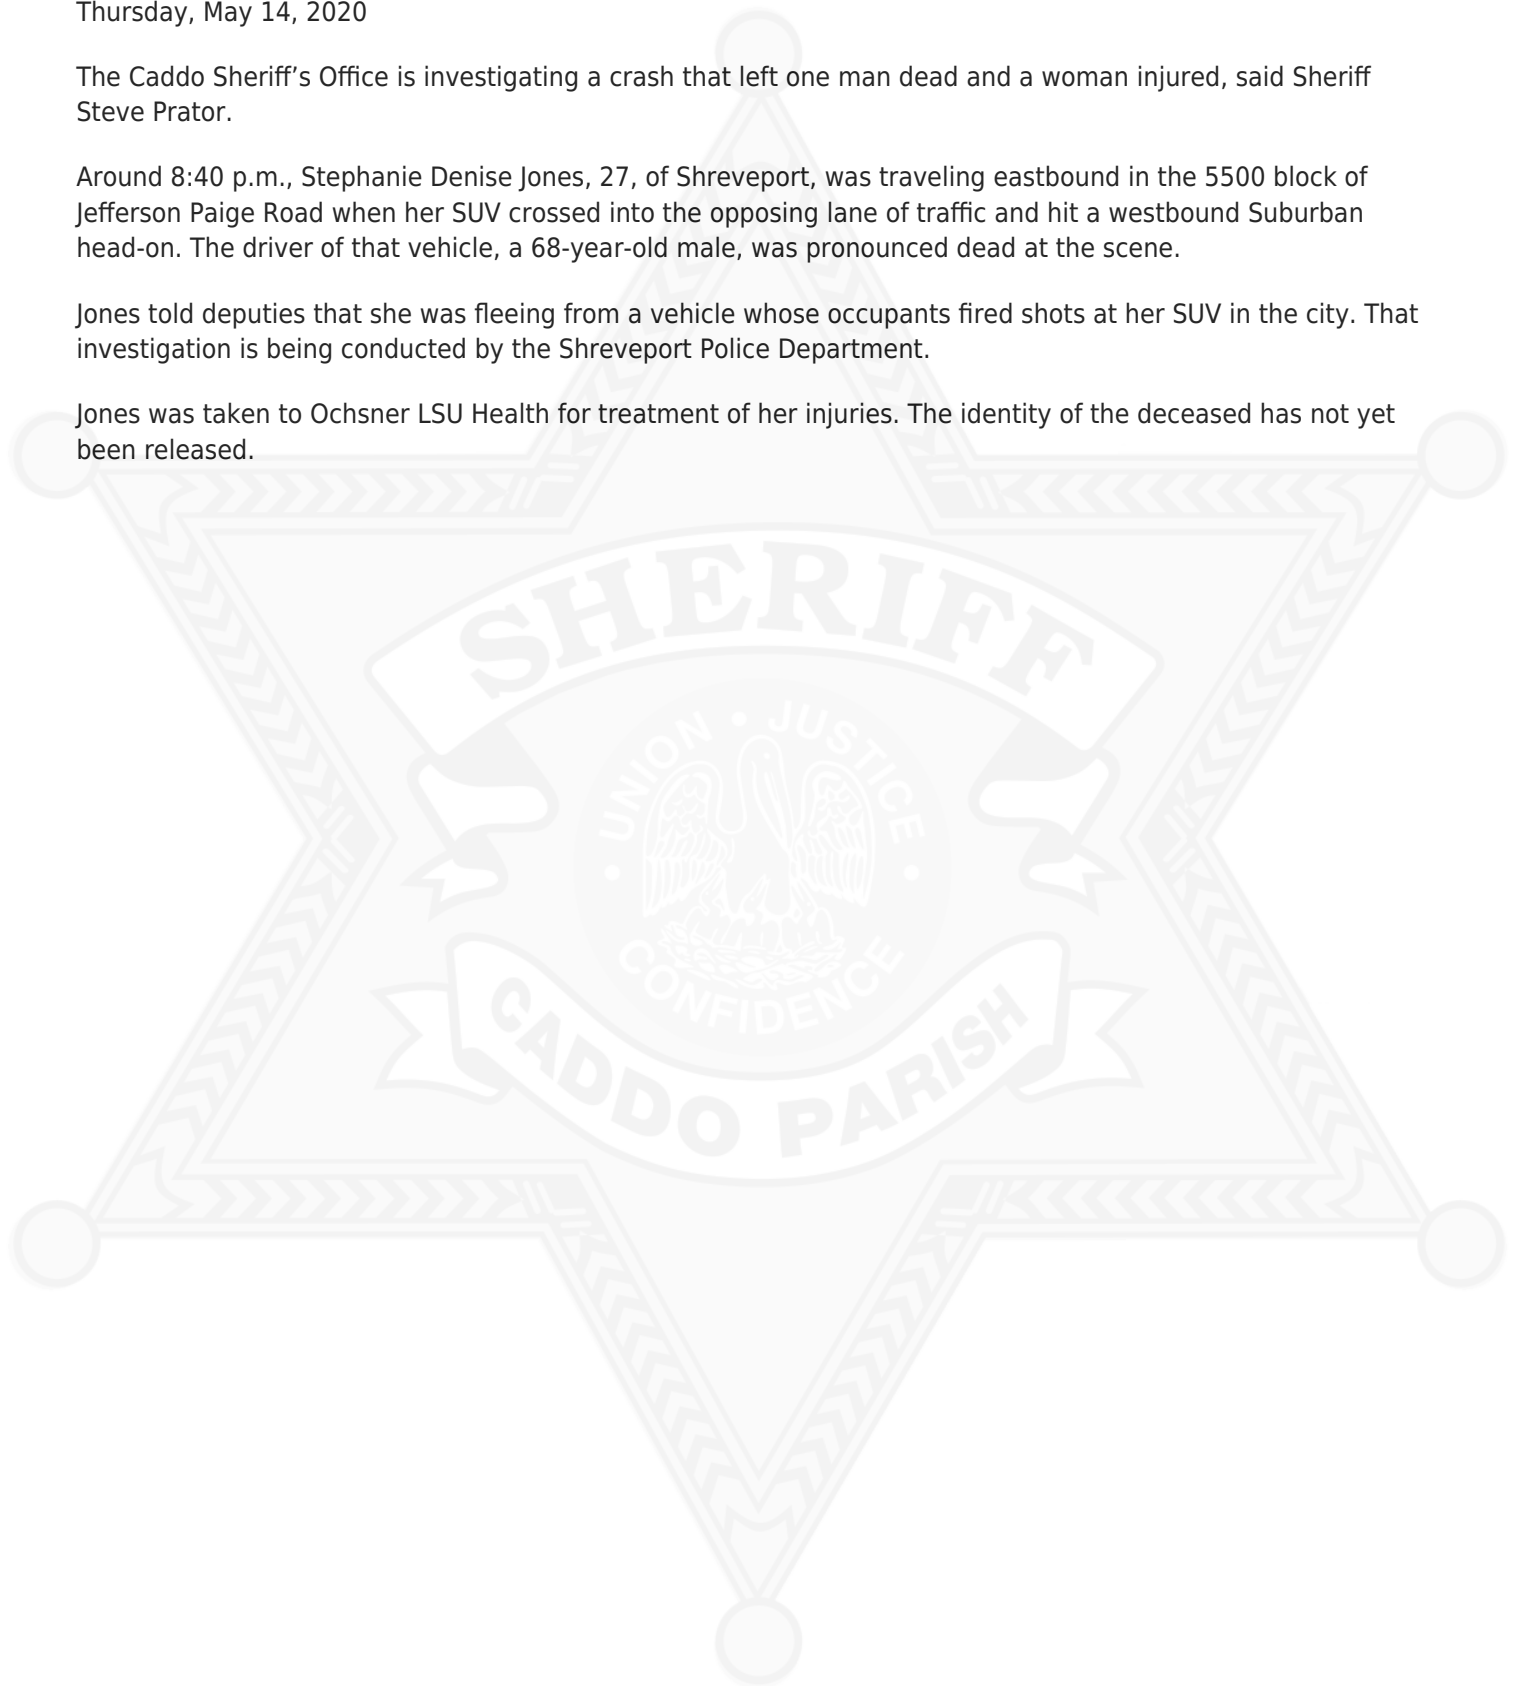 Thursday, May 14, 2020
The Caddo Sheriff’s Office is investigating a crash that left one man dead and a woman injured, said Sheriff
Steve Prator.
Around 8:40 p.m., Stephanie Denise Jones, 27, of Shreveport, was traveling eastbound in the 5500 block of
Jefferson Paige Road when her SUV crossed into the opposing lane of traffic and hit a westbound Suburban
head-on. The driver of that vehicle, a 68-year-old male, was pronounced dead at the scene.
Jones told deputies that she was fleeing from a vehicle whose occupants fired shots at her SUV in the city. That
investigation is being conducted by the Shreveport Police Department.
Jones was taken to Ochsner LSU Health for treatment of her injuries. The identity of the deceased has not yet
been released.
SHERIFF
UNION • JUSTICE
• CONFIDENCE •
CADDO PARISH